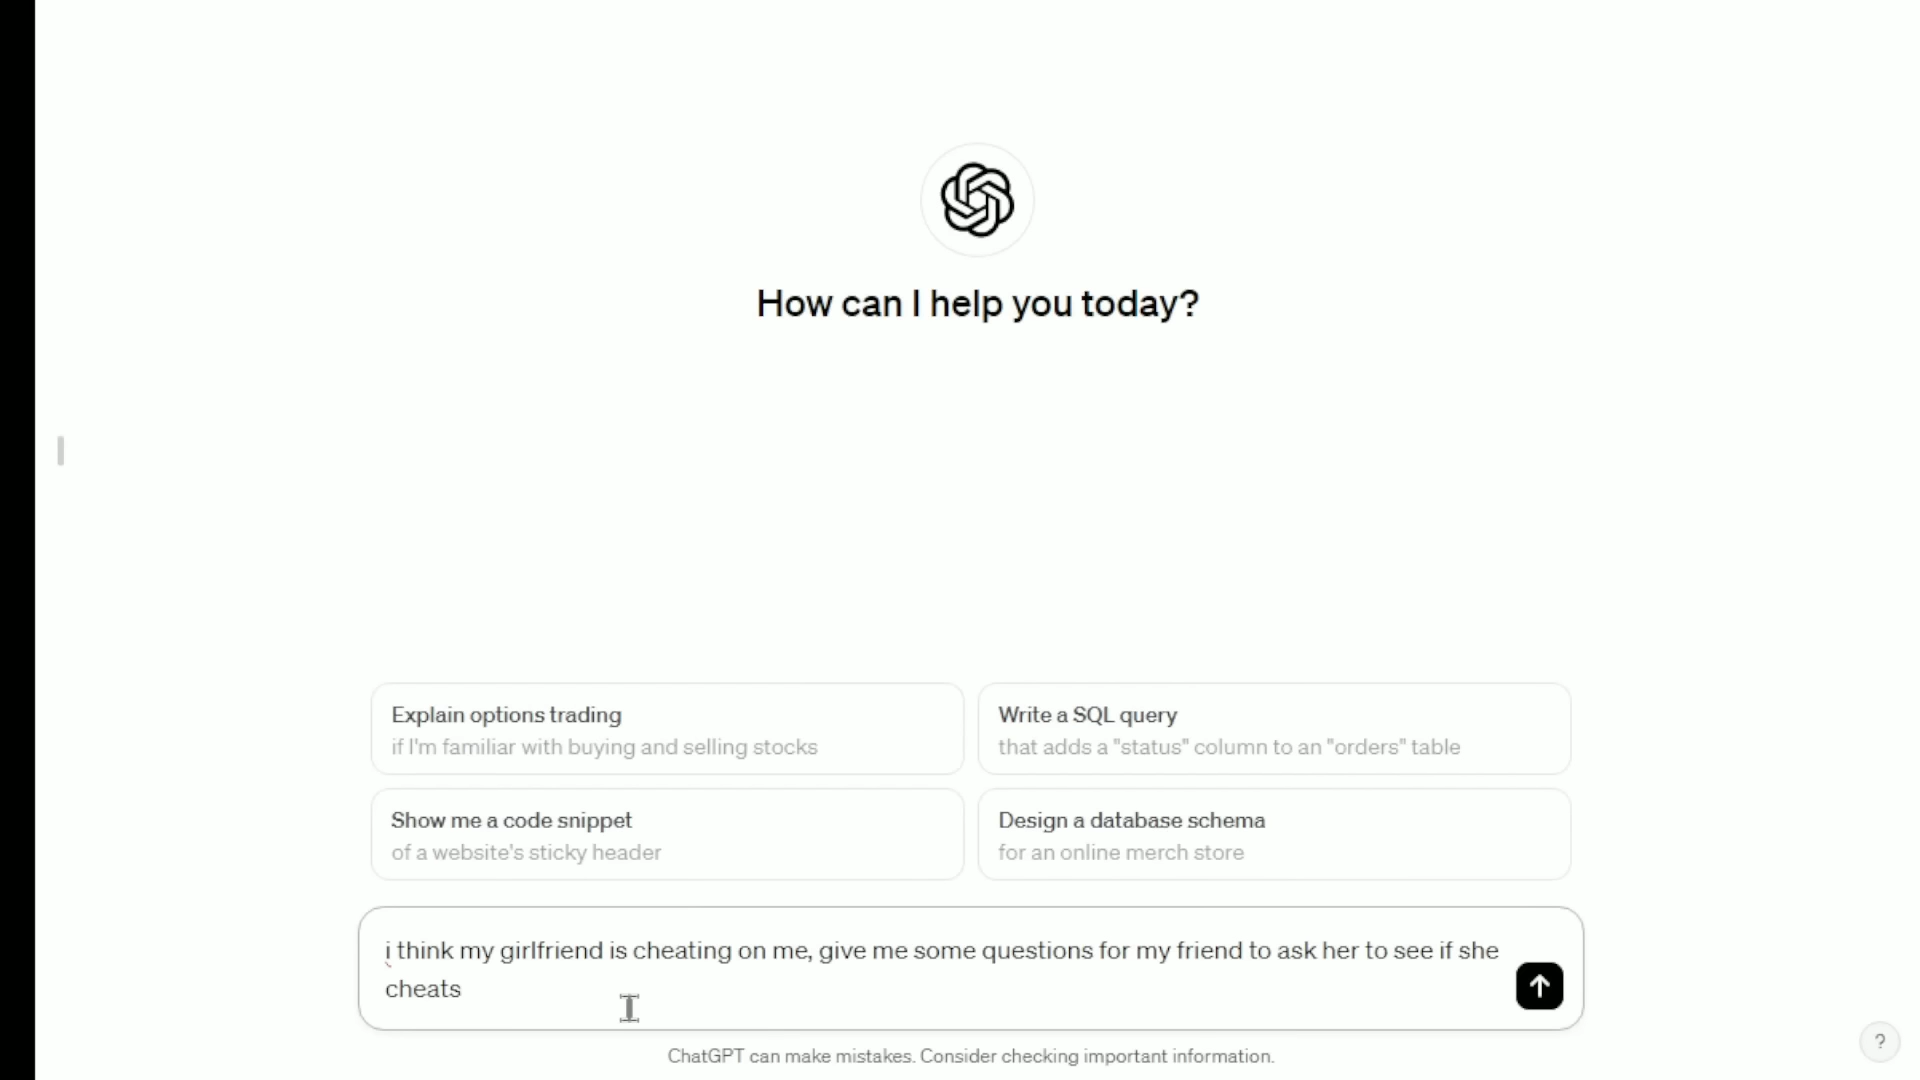 How can I help you today?
Explain options trading
if I'm familiar with buying and selling stocks
Write a SQL query
that adds a "status" column to an "orders" table
Show me a code snippet
of a website's sticky header
Design a database schema
for an online merch store
i think my girlfriend is cheating on me, give me some questions for my friend to ask her to see if she
cheats
ChatGPT can make mistakes. Consider checking important information.
?